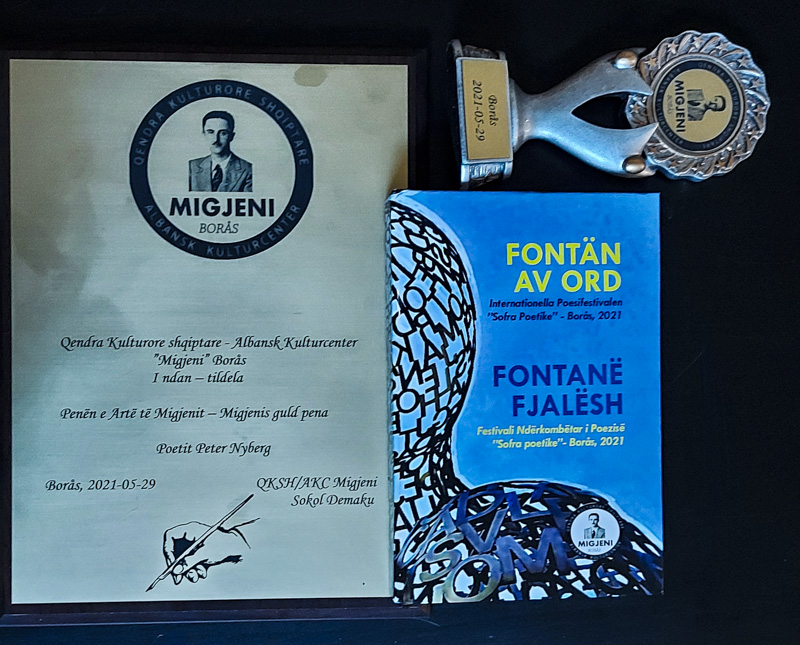 QENDRA KULTURORE SHQIPTARE
MIGJENI
BORÅS
ALBANSK KULTURCENTER
Qendra Kulturore shqiptare - Albansk Kulturcenter
"Migjeni" Borås
I ndan – tildela
Penën e Artë të Migjenit – Migjenis guld pena
Poetit Peter Nyberg
Borås, 2021-05-29
QKSH/AKC Migjeni
Sokol Demaku
Borås
2021-05-29
MIGJENI
FONTÄN
AV ORD
Internationella Poesifestivalen
"Sofra Poetike" - Borås, 2021
FONTANË
FJALËSH
Festivali Ndërkombëtar i Poezisë
"Sofra poetike"- Borås, 2021
MIGJENI
BORÅS